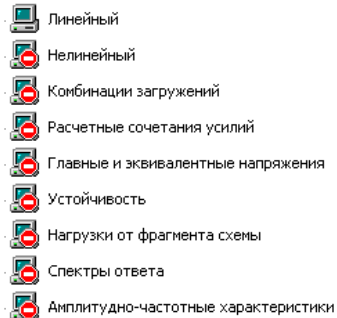 Линейный
Нелинейный
Комбинации загружений
Расчетные сочетания усилий
Главные и эквивалентные напряжения
Устойчивость
Нагрузки от фрагмента схемы
Спектры ответа
Амплитудно-частотные характеристики